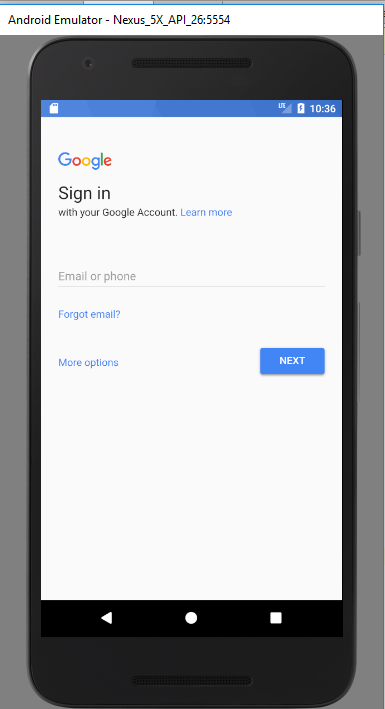 Android Emulator - Nexus_5X_API_26:5554
LTE 10:36
Google
Sign in
with your Google Account. Learn more
Email or phone
Forgot email?
More options NEXT